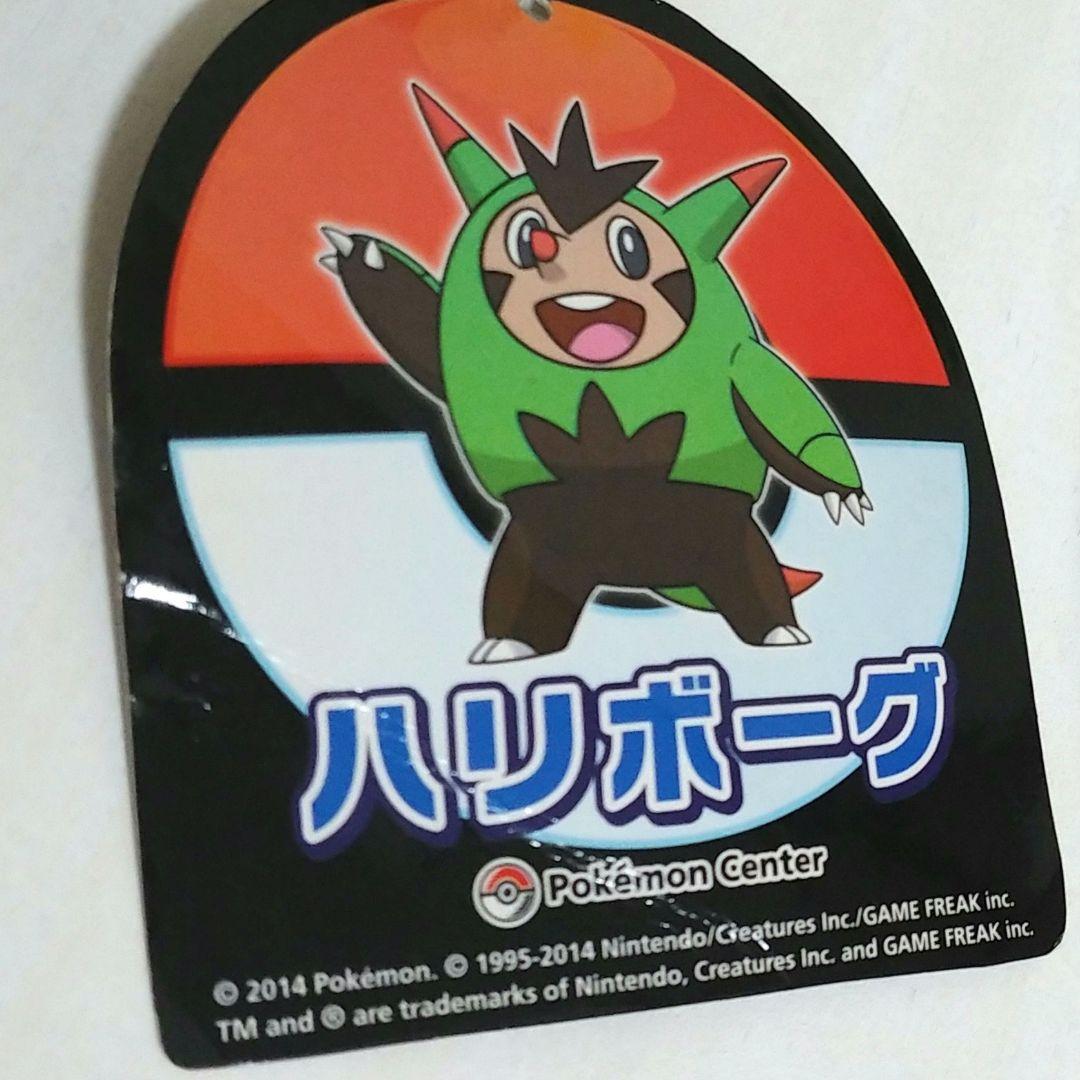 ハリボーグ
Pokémon Center
© 2014 Pokémon. © 1995-2014 Nintendo/Creatures Inc./GAME FREAK inc.
TM and ® are trademarks of Nintendo, Creatures Inc. and GAME FREAK inc.